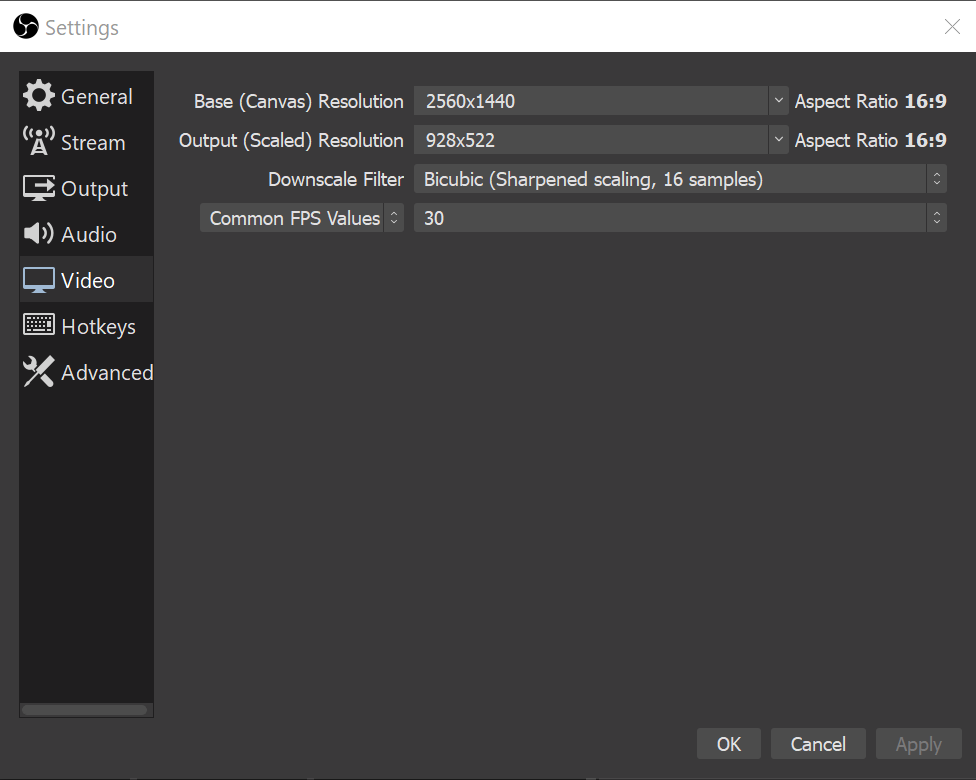 Settings
General
Stream
Output
Audio
Video
Hotkeys
Advanced
Base (Canvas) Resolution 2560x1440 Aspect Ratio 16:9
Output (Scaled) Resolution 928x522 Aspect Ratio 16:9
Downscale Filter Bicubic (Sharpened scaling, 16 samples)
Common FPS Values 30
OK Cancel Apply